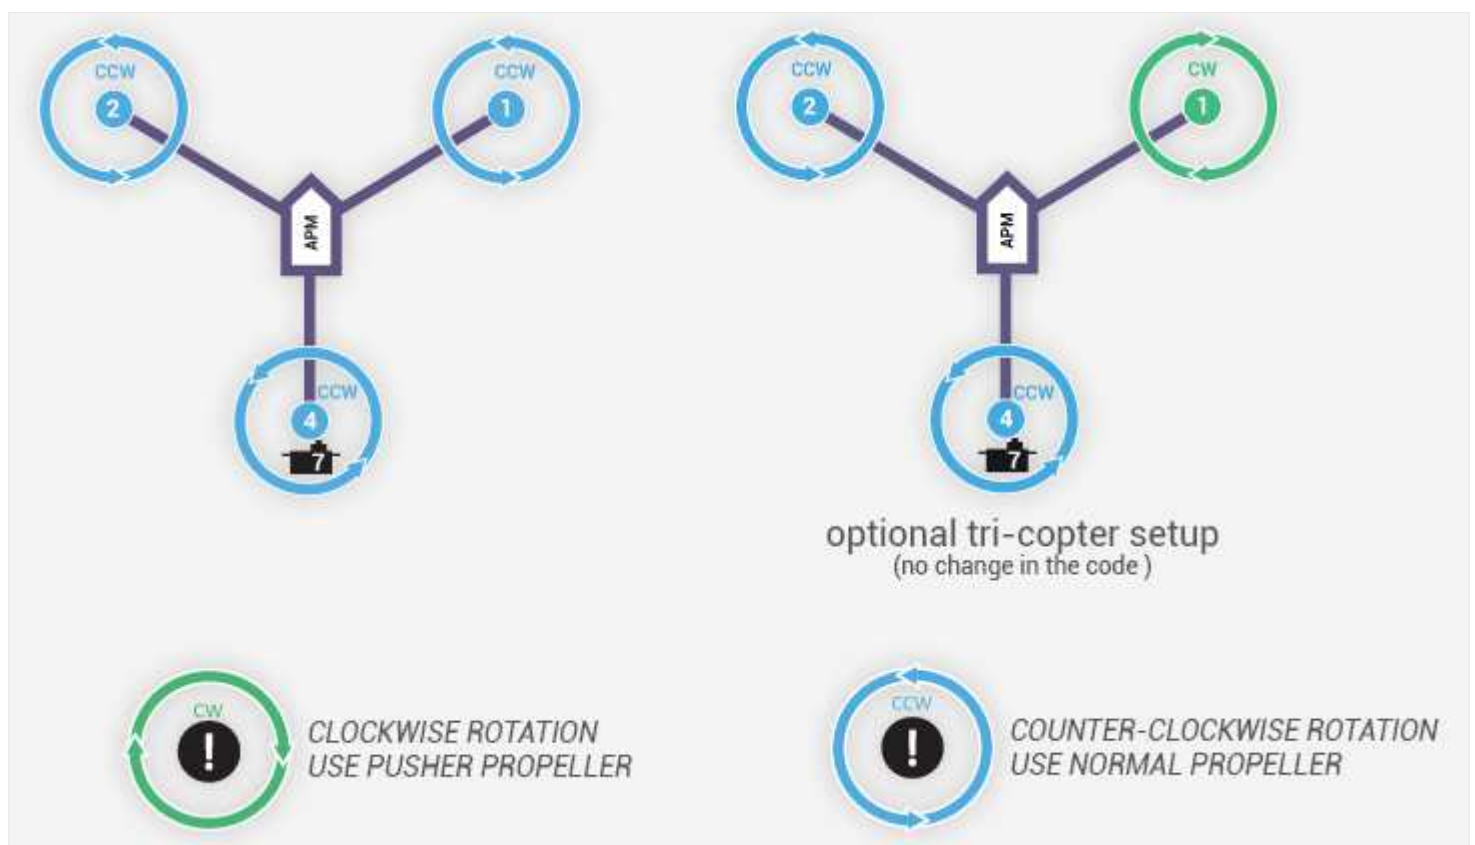 CCW
2
CCW
1
APM
CCW
4
7
CCW
2
CW
1
APM
CCW
4
7
optional tri-copter setup
(no change in the code )
CW
!
CLOCKWISE ROTATION
USE PUSHER PROPELLER
CCW
!
COUNTER-CLOCKWISE ROTATION
USE NORMAL PROPELLER